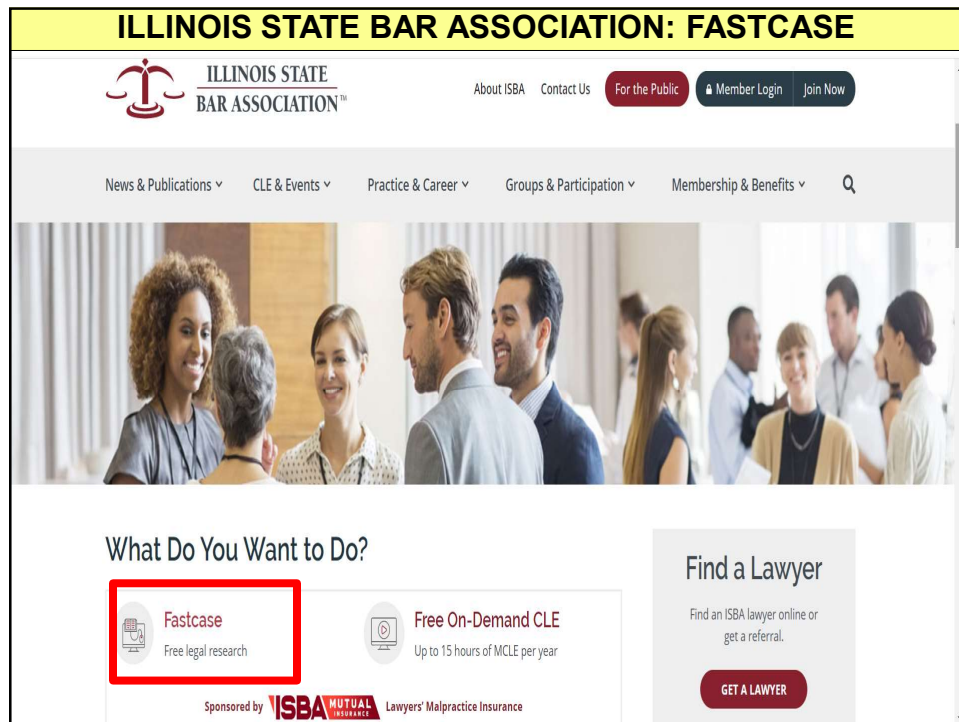 ILLINOIS STATE BAR ASSOCIATION: FASTCASE
ILLINOIS STATE
BAR ASSOCIATION™
About ISBA Contact Us For the Public Member Login Join Now
News & Publications CLE & Events Practice & Career Groups & Participation Membership & Benefits
What Do You Want to Do?
Fastcase
Free legal research
Free On-Demand CLE
Up to 15 hours of MCLE per year
Sponsored by ISBA MUTUAL INSURANCE Lawyers' Malpractice Insurance
Find a Lawyer
Find an ISBA lawyer online or
get a referral.
GET A LAWYER